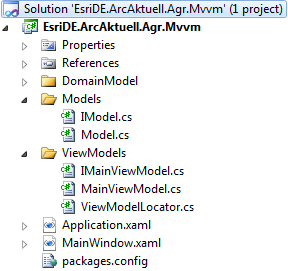 Solution 'EsriDE.ArcAktuell.Agr.Mvvm' (1 project)
EsriDE.ArcAktuell.Agr.Mvvm
Properties
References
DomainModel
Models
IModel.cs
Model.cs
ViewModels
IMainViewModel.cs
MainViewModel.cs
ViewModelLocator.cs
Application.xaml
MainWindow.xaml
packages.config